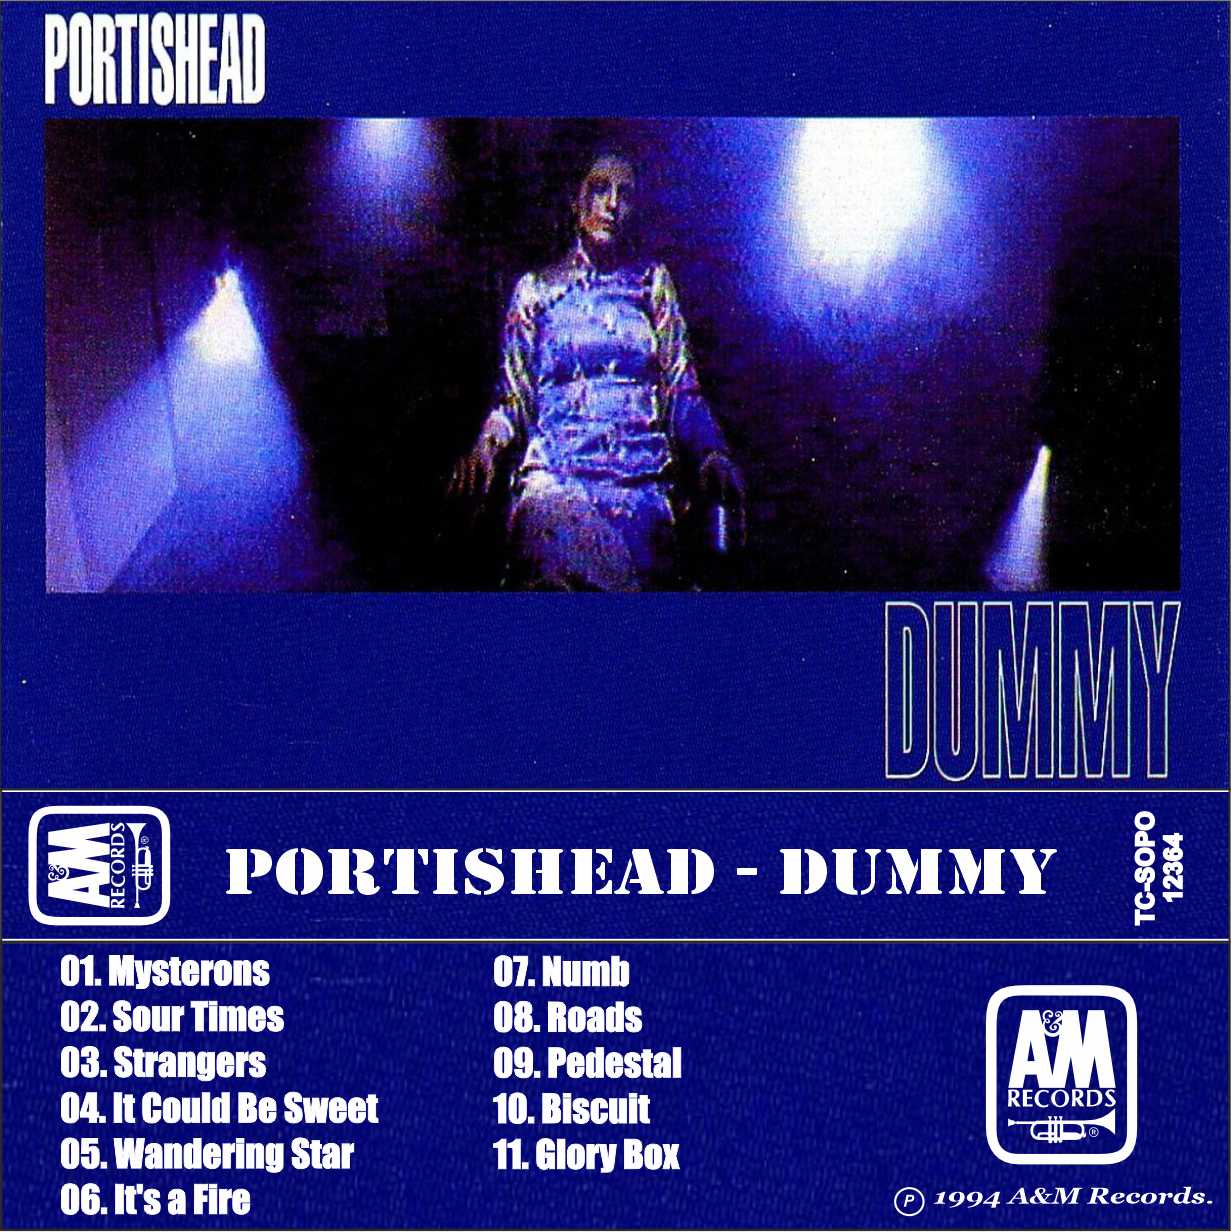 PORTISHEAD
DUMMY
A&M
RECORDS
®
PORTISHEAD - DUMMY
TC-SOPO
12364
01. Mysterons
02. Sour Times
03. Strangers
04. It Could Be Sweet
05. Wandering Star
06. It's a Fire
07. Numb
08. Roads
09. Pedestal
10. Biscuit
11. Glory Box
A&M
RECORDS
®
℗ 1994 A&M Records.